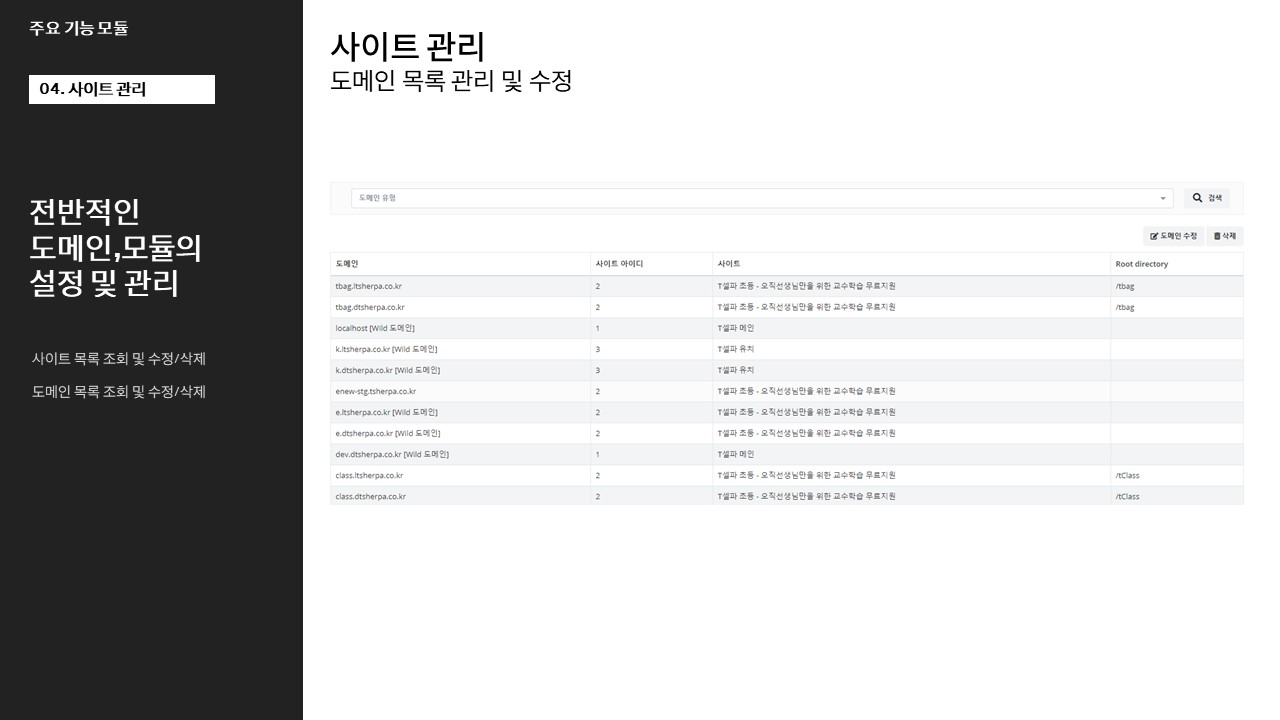 주요 기능 모듈
04. 사이트 관리
전반적인
도메인,모듈의
설정 및 관리
사이트 목록 조회 및 수정/삭제
도메인 목록 조회 및 수정/삭제
사이트 관리
도메인 목록 관리 및 수정
도메인 유형 검색
도메인 수정 삭제
도메인 사이트 아이디 사이트 Root directory
tbag.ltsherpa.co.kr 2 T셀파 초등 - 오직선생님만을 위한 교수학습 무료지원 /tbag
tbag.dtsherpa.co.kr 2 T셀파 초등 - 오직선생님만을 위한 교수학습 무료지원 /tbag
localhost [Wild 도메인] 1 T셀파 메인
k.ltsherpa.co.kr [Wild 도메인] 3 T셀파 유치
k.dtsherpa.co.kr [Wild 도메인] 3 T셀파 유치
enew-stg.tsherpa.co.kr 2 T셀파 초등 - 오직선생님만을 위한 교수학습 무료지원
e.ltsherpa.co.kr [Wild 도메인] 2 T셀파 초등 - 오직선생님만을 위한 교수학습 무료지원
e.dtsherpa.co.kr [Wild 도메인] 2 T셀파 초등 - 오직선생님만을 위한 교수학습 무료지원
dev.dtsherpa.co.kr [Wild 도메인] 1 T셀파 메인
class.ltsherpa.co.kr 2 T셀파 초등 - 오직선생님만을 위한 교수학습 무료지원 /tClass
class.dtsherpa.co.kr 2 T셀파 초등 - 오직선생님만을 위한 교수학습 무료지원 /tClass